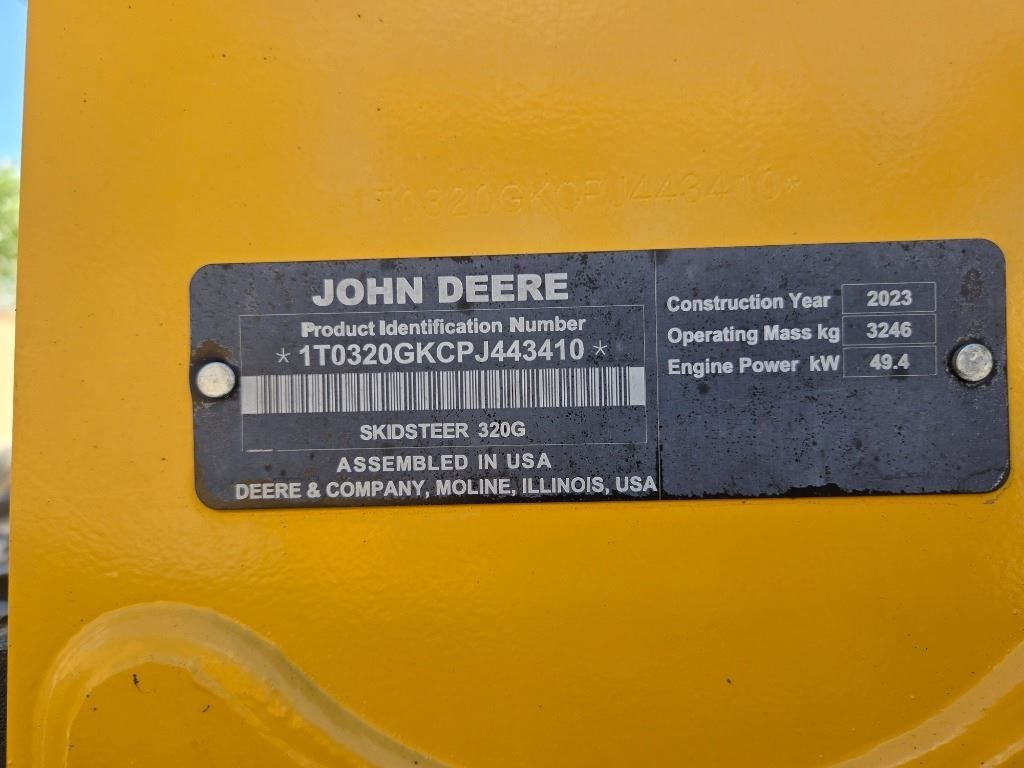 1T0320GKCPJ443410*
JOHN DEERE
Product Identification Number
* 1T0320GKCPJ443410 *
SKIDSTEER 320G
ASSEMBLED IN USA
DEERE & COMPANY, MOLINE, ILLINOIS, USA
Construction Year 2023
Operating Mass kg 3246
Engine Power kW 49.4